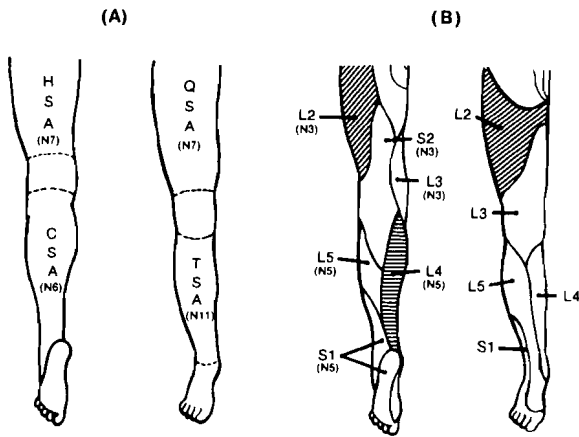 (A)
H
S
A
(N7)
C
S
A
(N6)
Q
S
A
(N7)
T
S
A
(N11)
(B)
L2
(N3)
S2
(N3)
L3
(N3)
L5
(N5)
L4
(N5)
S1
(N5)
L2
L3
L5
L4
S1